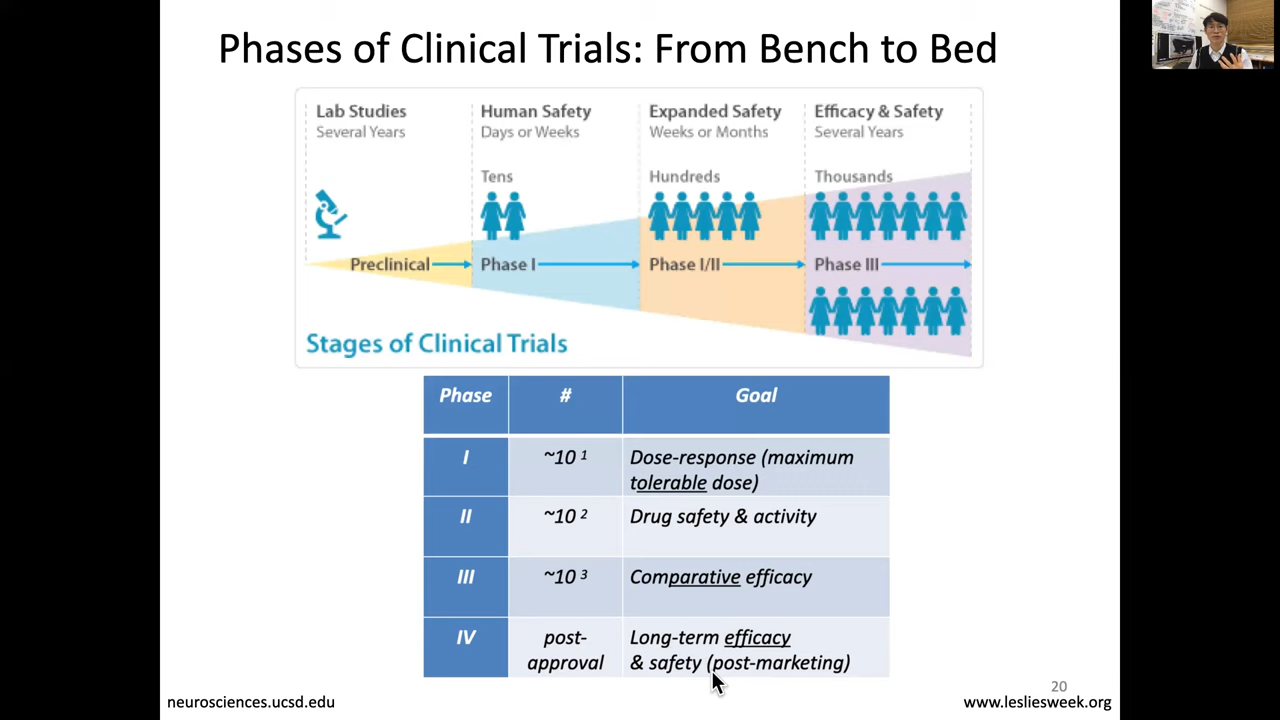 Phases of Clinical Trials: From Bench to Bed
Lab Studies
Several Years
Human Safety
Days or Weeks
Expanded Safety
Weeks or Months
Efficacy & Safety
Several Years
Tens
Hundreds
Thousands
Preclinical
Phase I
Phase I/II
Phase III
Stages of Clinical Trials
Phase # Goal
I ~10 1 Dose-response (maximum
tolerable dose)
II ~10 2 Drug safety & activity
III ~10 3 Comparative efficacy
IV post- Long-term efficacy
approval & safety (post-marketing)
20
neurosciences.ucsd.edu
www.lesliesweek.org